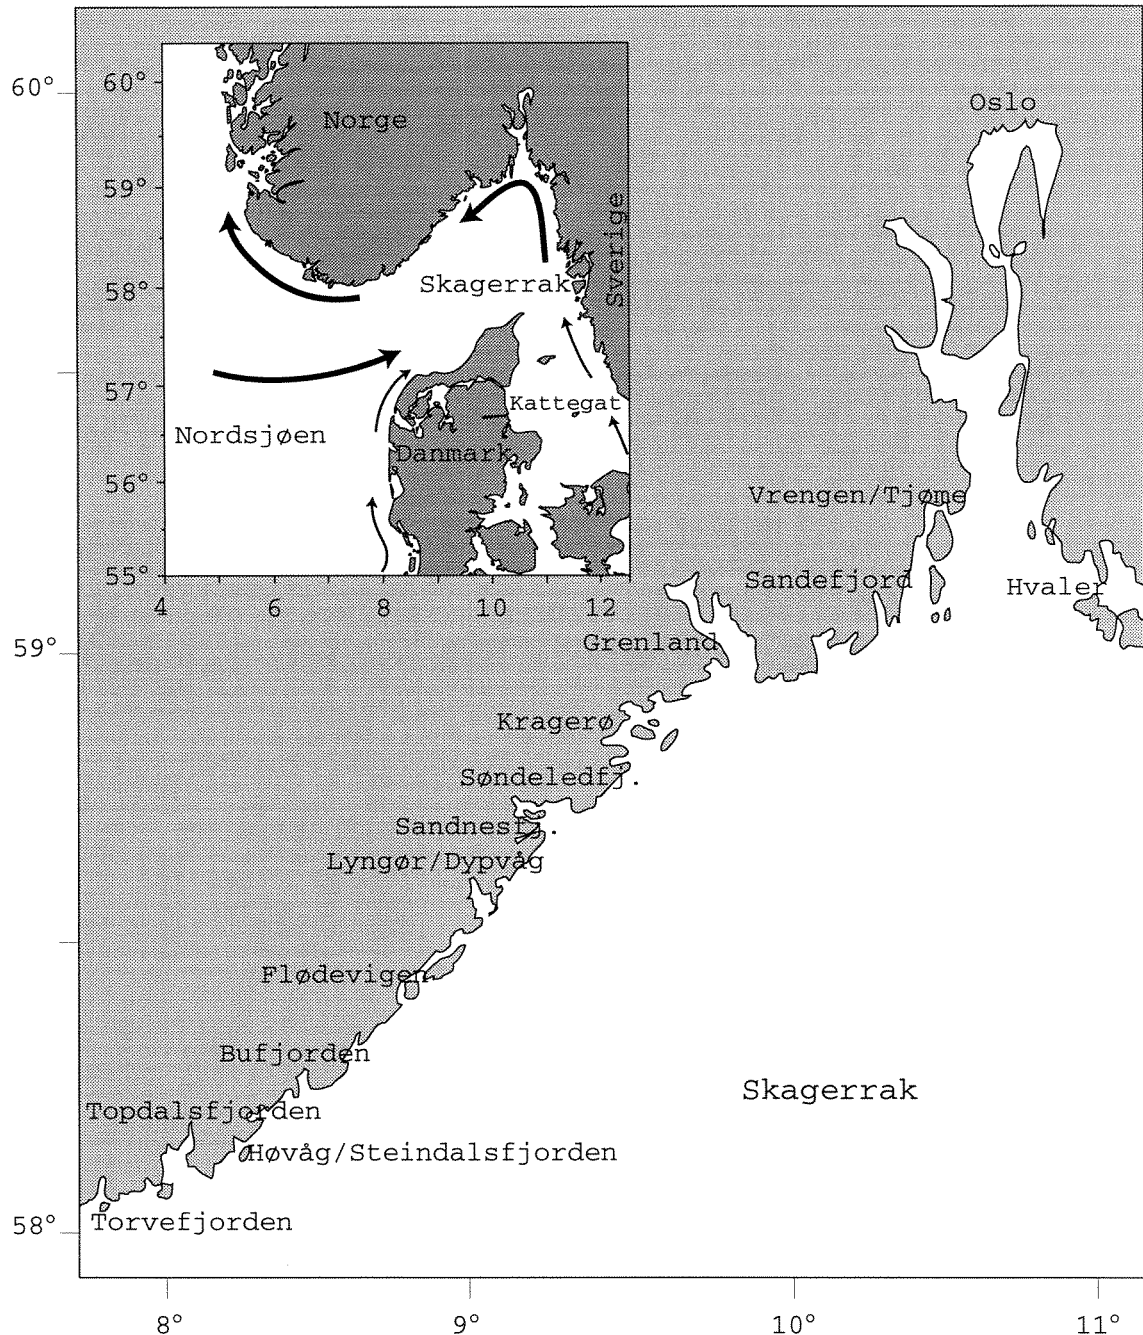 60°
59°
58°
8°
9°
10°
11°
60°
59°
58°
57°
56°
55°
4
6
8
10
12
Norge
Sverige
Skagerrak
Kattegat
Nordsjøen
Danmark
Oslo
Vrengen/Tjøme
Sandefjord
Hvaler
Grenland
Kragerø
Søndeledfj.
Sandnesfj.
Lyngør/Dypvåg
Flødevigen
Bufjorden
Skagerrak
Topdalsfjorden
Høvåg/Steindalsfjorden
Torvefjorden